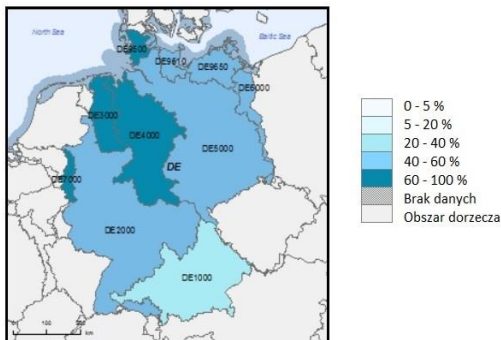 North Sea
Baltic Sea
DE9500
DE9610
DE9650
DE6000
DE3000
DE4000
DE
DE5000
DE7000
DE2000
DE1000
0
100
km
0 - 5 %
5 - 20 %
20 - 40 %
40 - 60 %
60 - 100 %
Brak danych
Obszar dorzecza